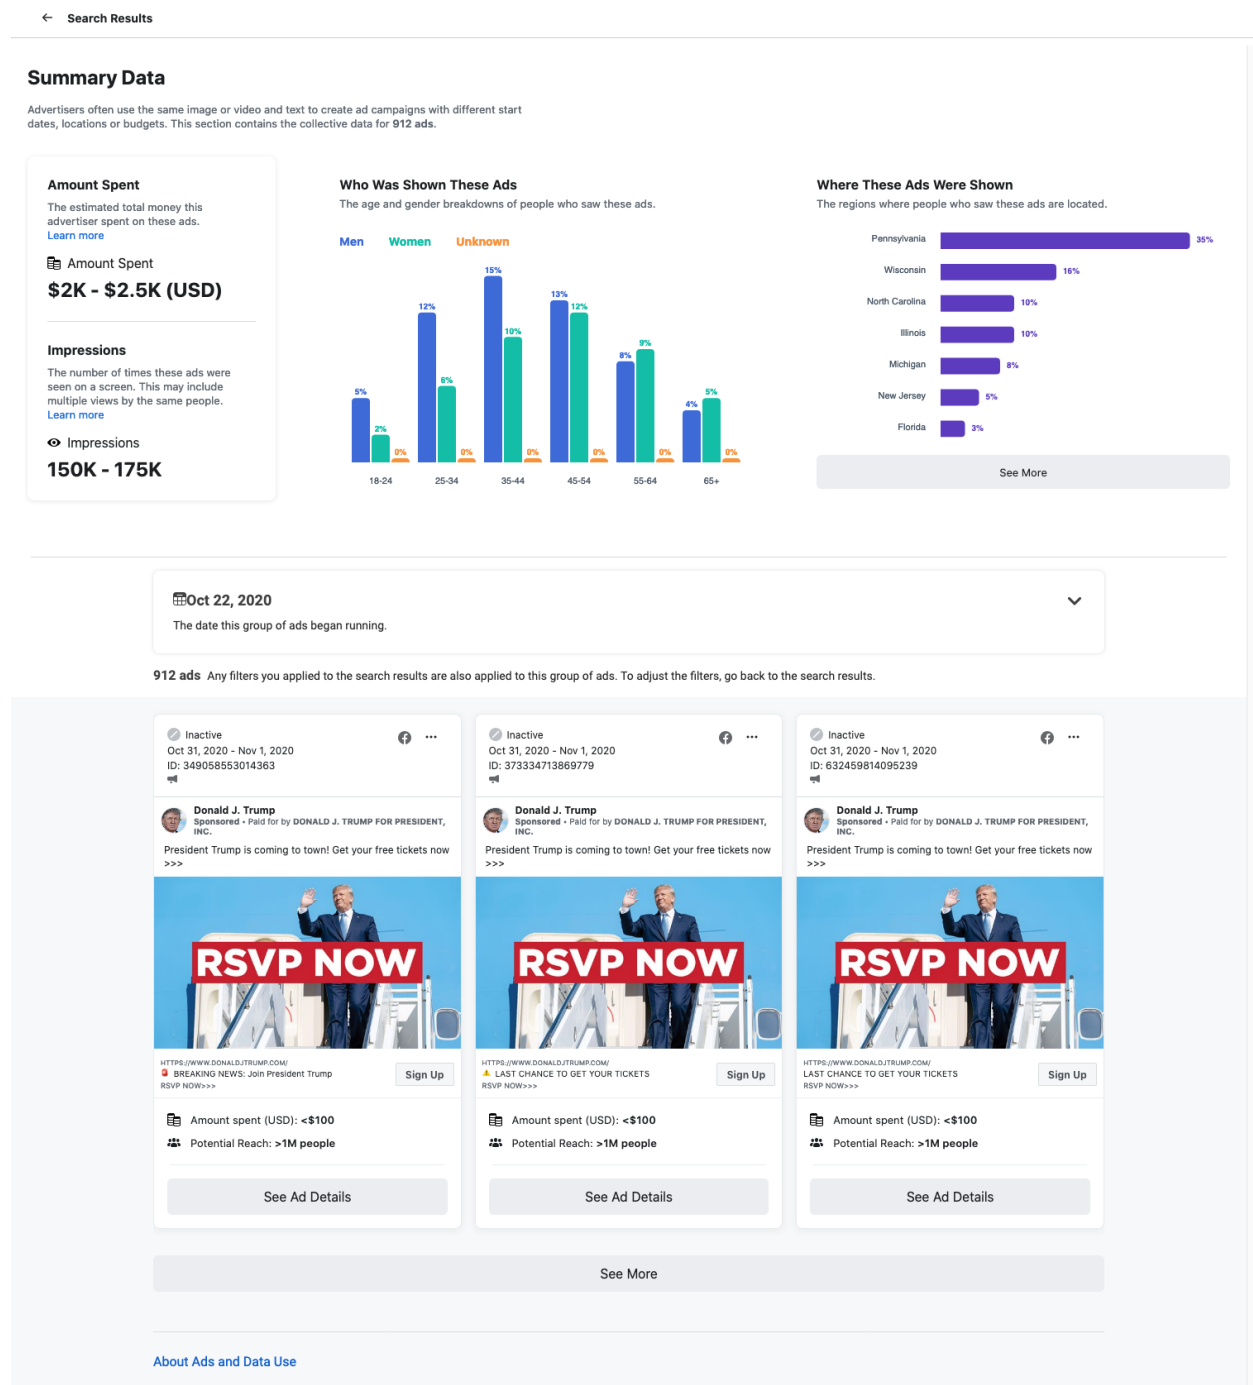 Search Results
Summary Data
Advertisers often use the same image or video and text to create ad campaigns with different start
dates, locations or budgets. This section contains the collective data for 912 ads.
Amount Spent
The estimated total money this
advertiser spent on these ads.
Learn more
Amount Spent
$2K - $2.5K (USD)
Impressions
The number of times these ads were
seen on a screen. This may include
multiple views by the same people.
Learn more
Impressions
150K - 175K
Who Was Shown These Ads
The age and gender breakdowns of people who saw these ads.
Men Women Unknown
5% 2% 0%
12% 6% 0%
15% 10% 0%
13% 12% 0%
8% 9% 0%
4% 5% 0%
18-24 25-34 35-44 45-54 55-64 65+
Where These Ads Were Shown
The regions where people who saw these ads are located.
Pennsylvania 35%
Wisconsin 16%
North Carolina 10%
Illinois 10%
Michigan 8%
New Jersey 5%
Florida 3%
See More
Oct 22, 2020
The date this group of ads began running.
912 ads Any filters you applied to the search results are also applied to this group of ads. To adjust the filters, go back to the search results.
Inactive
Oct 31, 2020 - Nov 1, 2020
ID: 349058553014363
Donald J. Trump
Sponsored • Paid for by DONALD J. TRUMP FOR PRESIDENT,
INC.
President Trump is coming to town! Get your free tickets now
>>>
RSVP NOW
HTTPS://WWW.DONALDJTRUMP.COM/
🚨 BREAKING NEWS: Join President Trump
RSVP NOW>>>
Sign Up
Amount spent (USD): <$100
Potential Reach: >1M people
See Ad Details
Inactive
Oct 31, 2020 - Nov 1, 2020
ID: 373334713869779
Donald J. Trump
Sponsored • Paid for by DONALD J. TRUMP FOR PRESIDENT,
INC.
President Trump is coming to town! Get your free tickets now
>>>
RSVP NOW
HTTPS://WWW.DONALDJTRUMP.COM/
⚠️ LAST CHANCE TO GET YOUR TICKETS
RSVP NOW>>>
Sign Up
Amount spent (USD): <$100
Potential Reach: >1M people
See Ad Details
Inactive
Oct 31, 2020 - Nov 1, 2020
ID: 632459814095239
Donald J. Trump
Sponsored • Paid for by DONALD J. TRUMP FOR PRESIDENT,
INC.
President Trump is coming to town! Get your free tickets now
>>>
RSVP NOW
HTTPS://WWW.DONALDJTRUMP.COM/
LAST CHANCE TO GET YOUR TICKETS
RSVP NOW>>>
Sign Up
Amount spent (USD): <$100
Potential Reach: >1M people
See Ad Details
See More
About Ads and Data Use